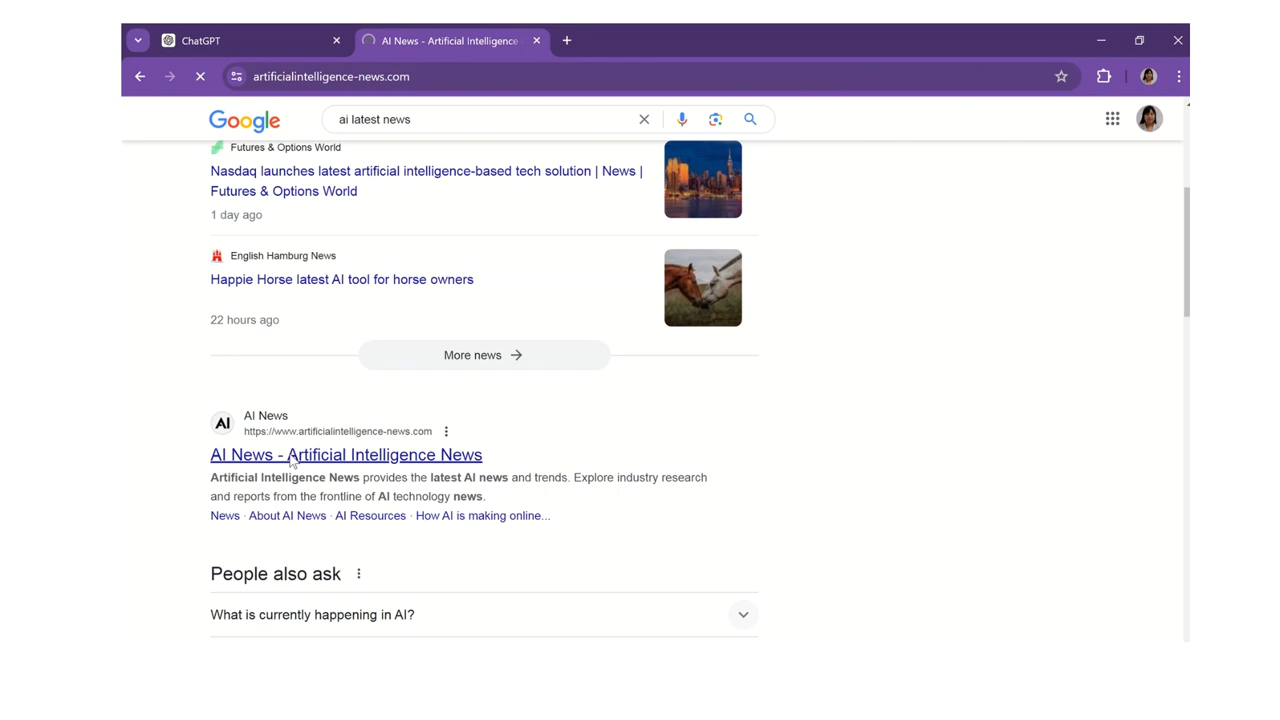 ChatGPT
AI News - Artificial Intelligence
artificialintelligence-news.com
Google
ai latest news
Futures & Options World
Nasdaq launches latest artificial intelligence-based tech solution | News |
Futures & Options World
1 day ago
English Hamburg News
Happie Horse latest AI tool for horse owners
22 hours ago
More news
AI
AI News
https://www.artificialintelligence-news.com
AI News - Artificial Intelligence News
Artificial Intelligence News provides the latest AI news and trends. Explore industry research
and reports from the frontline of AI technology news.
News · About AI News · AI Resources · How AI is making online...
People also ask
What is currently happening in AI?